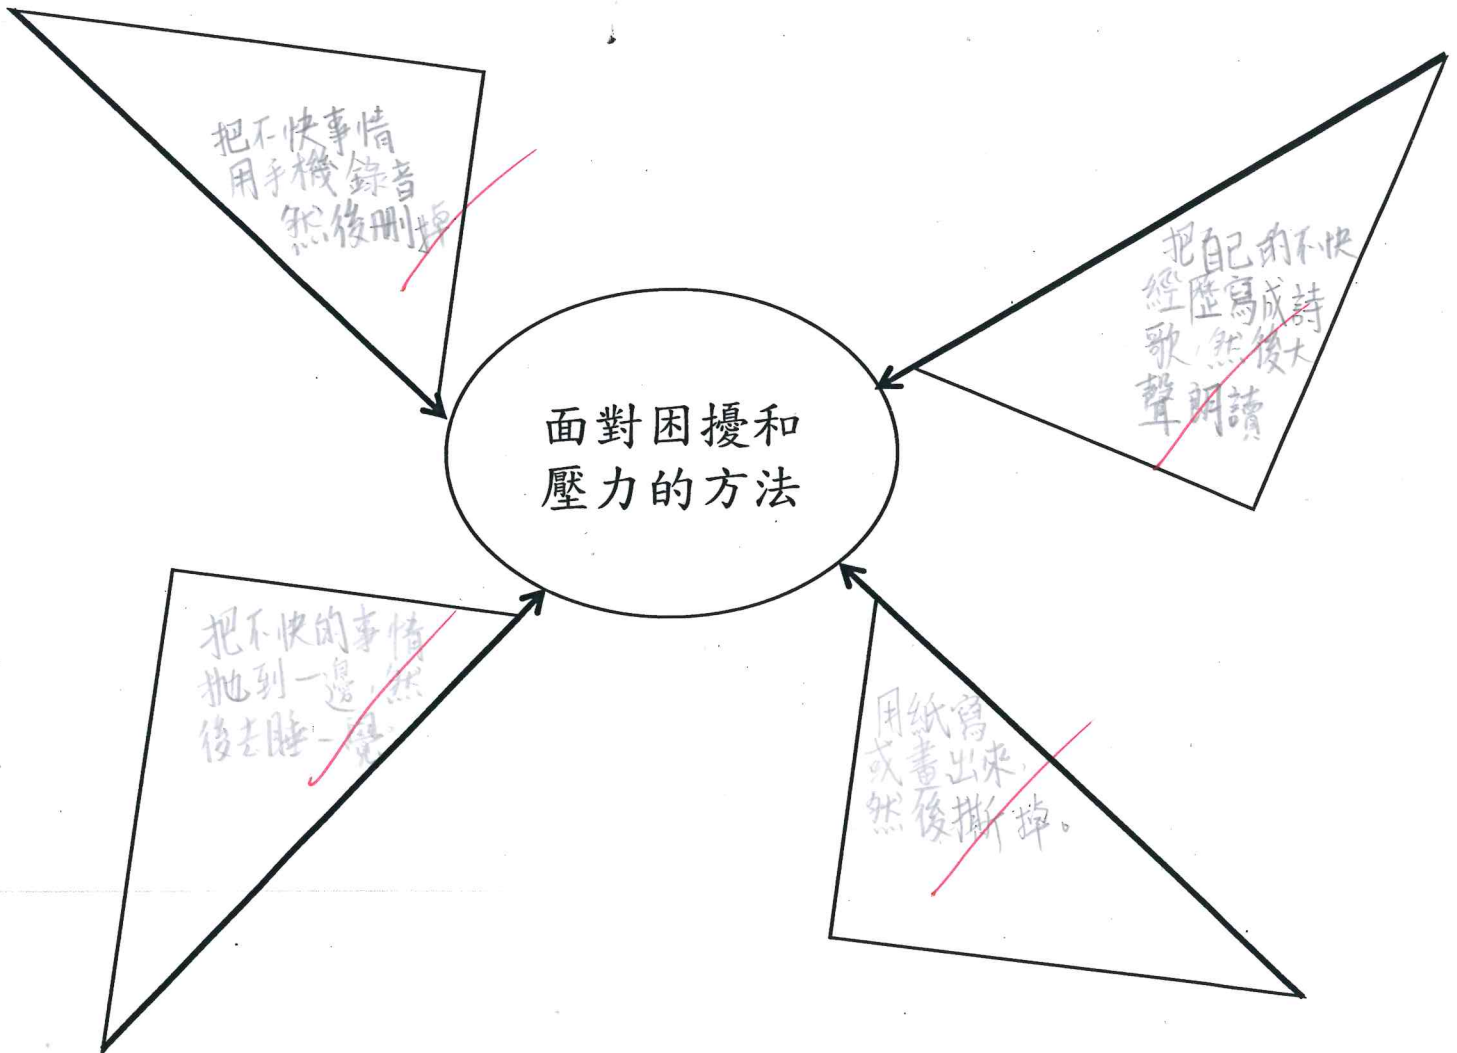 把不快事情
用手機錄音
然後刪掉
把自己的不快
經歷寫成詩
歌,然後大
聲朗讀
面對困擾和
壓力的方法
把不快的事情
拋到一邊,然
後去睡一覺
用紙寫
或畫出來,
然後撕掉。